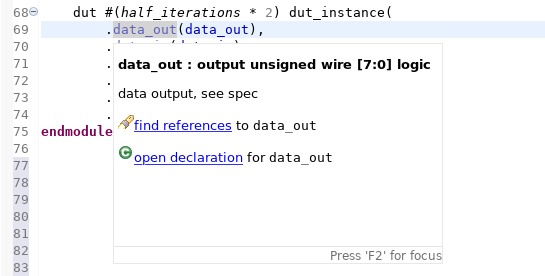 68 dut #(half_iterations * 2) dut_instance(
69 .data_out(data_out),
70 .
71 .
72 .
73 .
74 .
75 endmodule
76
77
78
79
80
81
82
83
data_out : output unsigned wire [7:0] logic
data output, see spec
find references to data_out
open declaration for data_out
Press 'F2' for focus